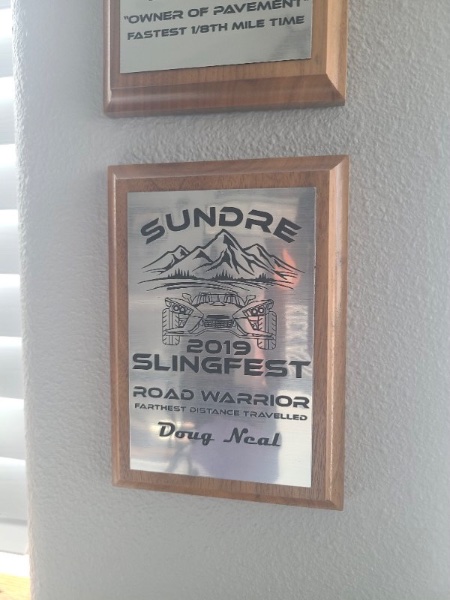 "OWNER OF PAVEMENT"
FASTEST 1/8TH MILE TIME
SUNDRE
2019
SLINGFEST
ROAD WARRIOR
FARTHEST DISTANCE TRAVELLED
Doug Neal